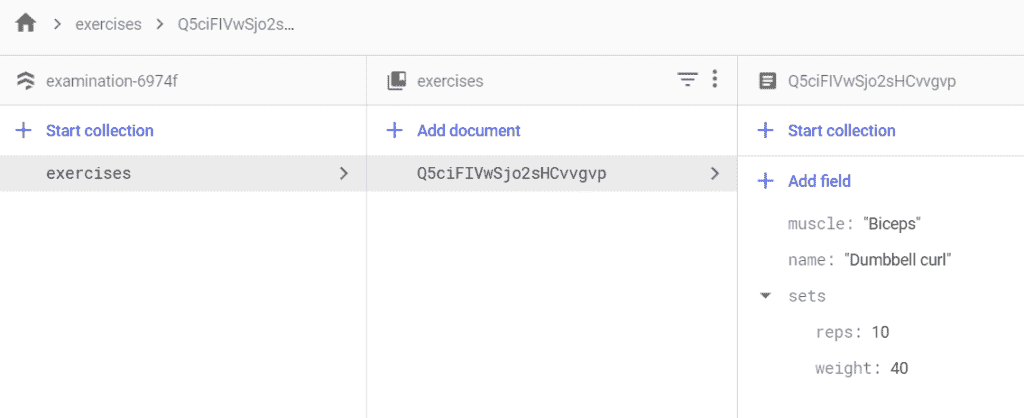 exercises > Q5ciFIVwSjo2s...
examination-6974f
exercises
Q5ciFIVwSjo2sHCvvgvp
+ Start collection
+ Add document
+ Start collection
exercises
Q5ciFIVwSjo2sHCvvgvp
+ Add field
muscle: "Biceps"
name: "Dumbbell curl"
sets
reps: 10
weight: 40